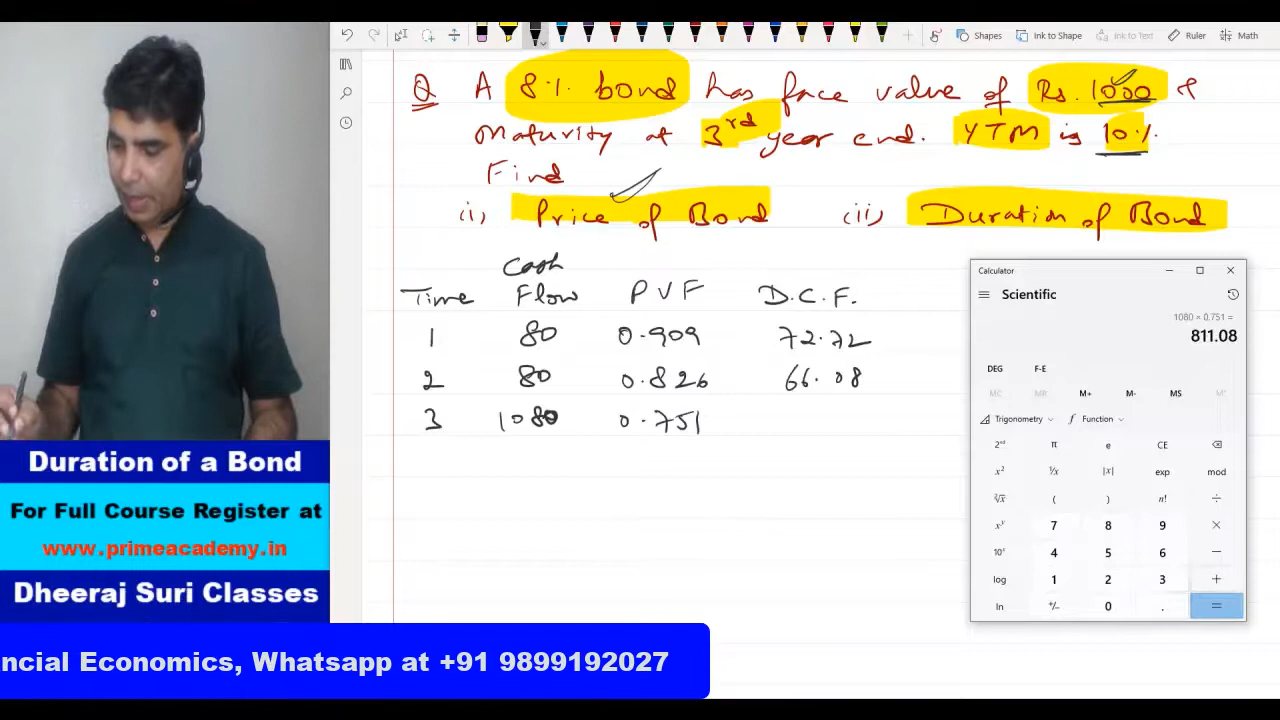 Shapes Ink to Shape Ink to Text Ruler Math
Q A 8% bond has face value of Rs. 1000 &
maturity at 3rd year end. YTM is 10%.
Find
(i) Price of Bond (ii) Duration of Bond
Cash
Time Flow PVF D.C.F.
1 80 0.909 72.72
2 80 0.826 66.08
3 1080 0.751
Calculator
Scientific
1080 × 0.751 =
811.08
DEG F-E
MC MR M+ M- MS M˅
Trigonometry Function
2ⁿᵈ π e CE
x² ¹/x |x| exp mod
²√x ( ) n! ÷
xʸ 7 8 9 ×
10ˣ 4 5 6 −
log 1 2 3 +
ln +/− 0 . =
Duration of a Bond
For Full Course Register at
www.primeacademy.in
Dheeraj Suri Classes
ncial Economics, Whatsapp at +91 9899192027